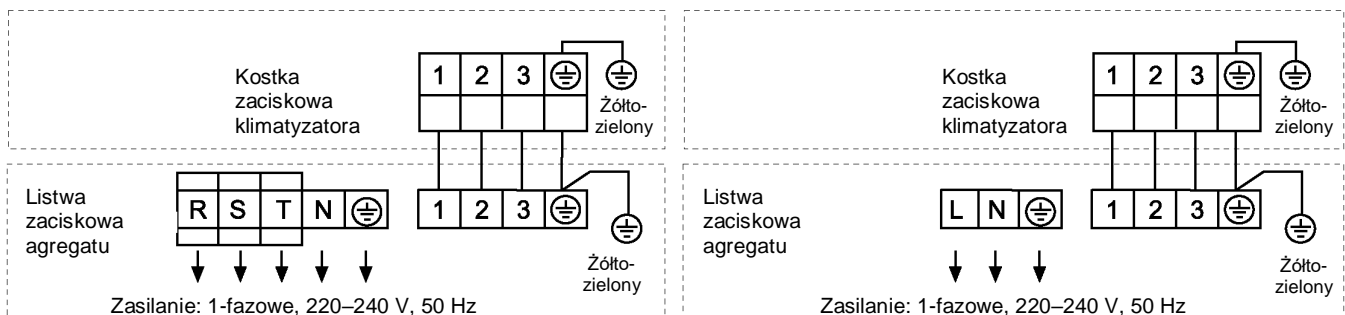 Kostka
zaciskowa
klimatyzatora
1 2 3
Żółto-
zielony
Listwa
zaciskowa
agregatu
R S T N
1 2 3
Żółto-
zielony
Zasilanie: 1-fazowe, 220–240 V, 50 Hz
Kostka
zaciskowa
klimatyzatora
1 2 3
Żółto-
zielony
Listwa
zaciskowa
agregatu
L N
1 2 3
Żółto-
zielony
Zasilanie: 1-fazowe, 220–240 V, 50 Hz